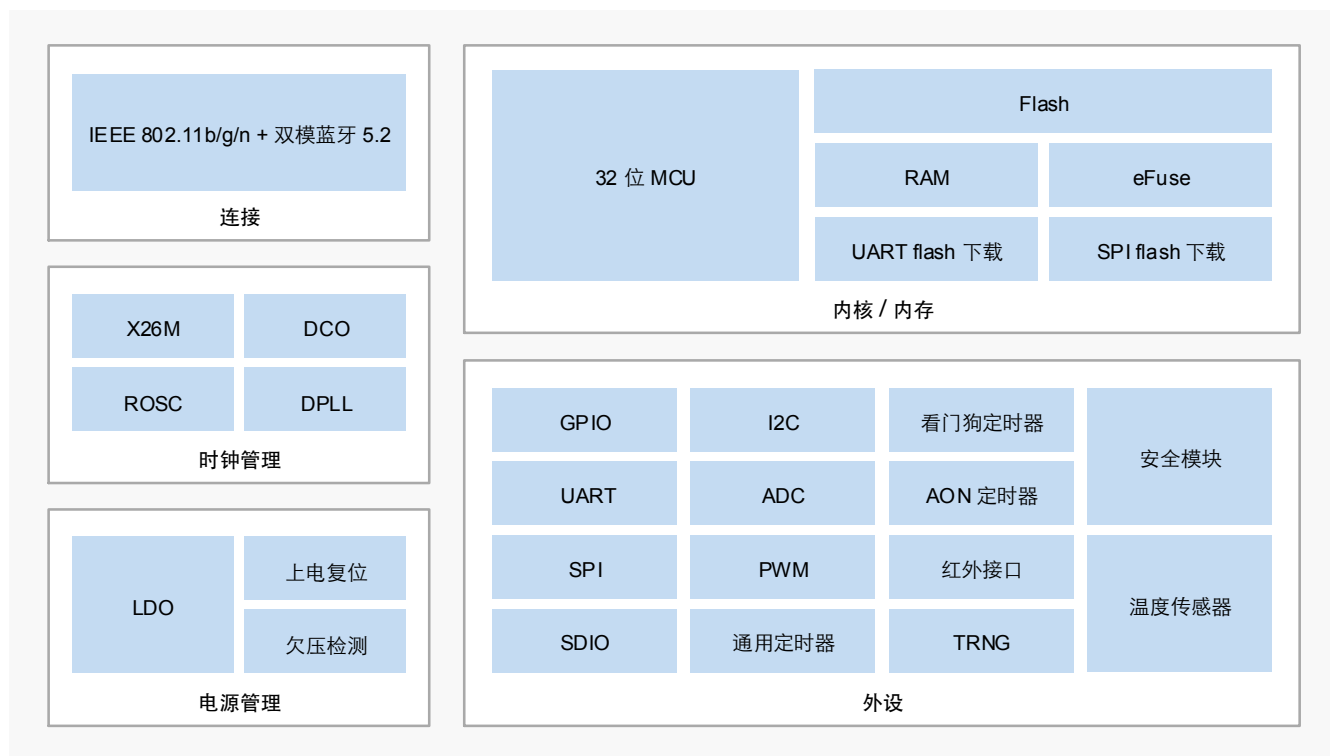 IEEE 802.11b/g/n + 双模蓝牙 5.2
连接
X26M
DCO
ROSC
DPLL
时钟管理
LDO
上电复位
欠压检测
电源管理
32 位 MCU
Flash
RAM
eFuse
UART flash 下载
SPI flash 下载
内核 / 内存
GPIO
I2C
看门狗定时器
安全模块
UART
ADC
AON 定时器
SPI
PWM
红外接口
温度传感器
SDIO
通用定时器
TRNG
外设